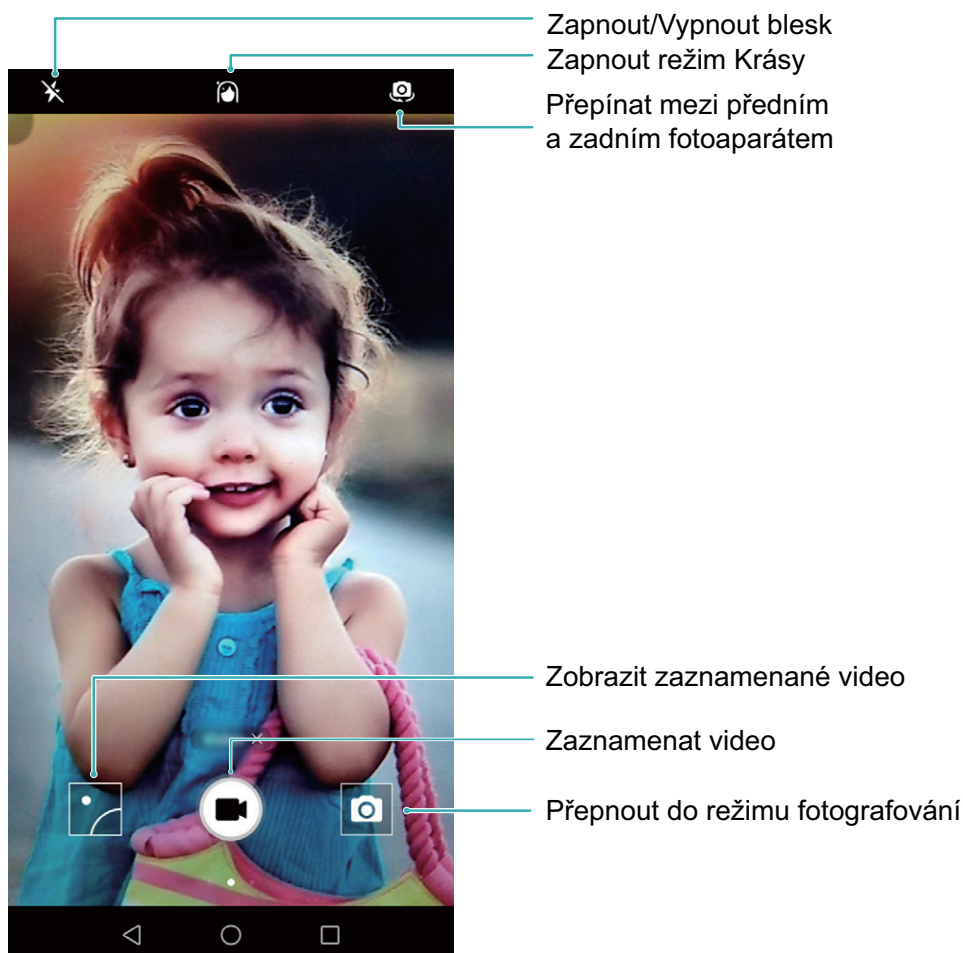 Zapnout/Vypnout blesk
Zapnout režim Krásy
Přepínat mezi předním
a zadním fotoaparátem
Zobrazit zaznamenané video
Zaznamenat video
Přepnout do režimu fotografování